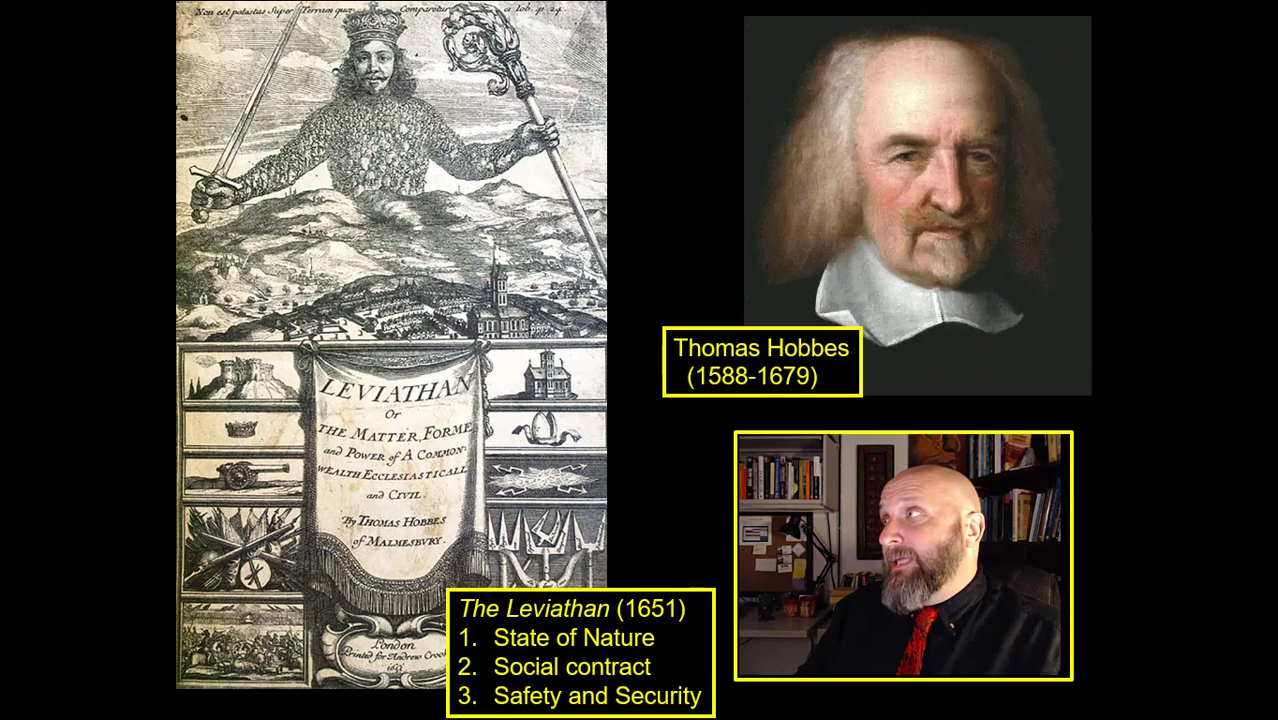 Non est potestas Super Terram quae Comparetur ei Iob. 41. 24
LEVIATHAN
Or
THE MATTER, FORME
and POWER of A COMMON-
WEALTH ECCLESIASTICALL
and CIVIL.
By THOMAS HOBBES
of MALMESBURY.
London
Printed for Andrew Crooke
1651
Thomas Hobbes
(1588-1679)
The Leviathan (1651)
1. State of Nature
2. Social contract
3. Safety and Security